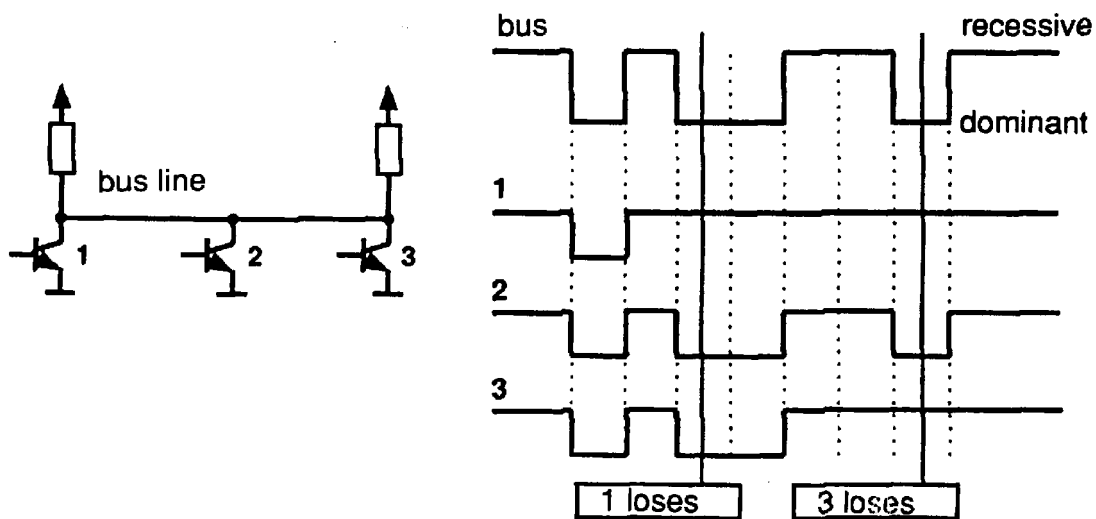 bus line
1
2
3
bus
recessive
dominant
1
2
3
1 loses
3 loses